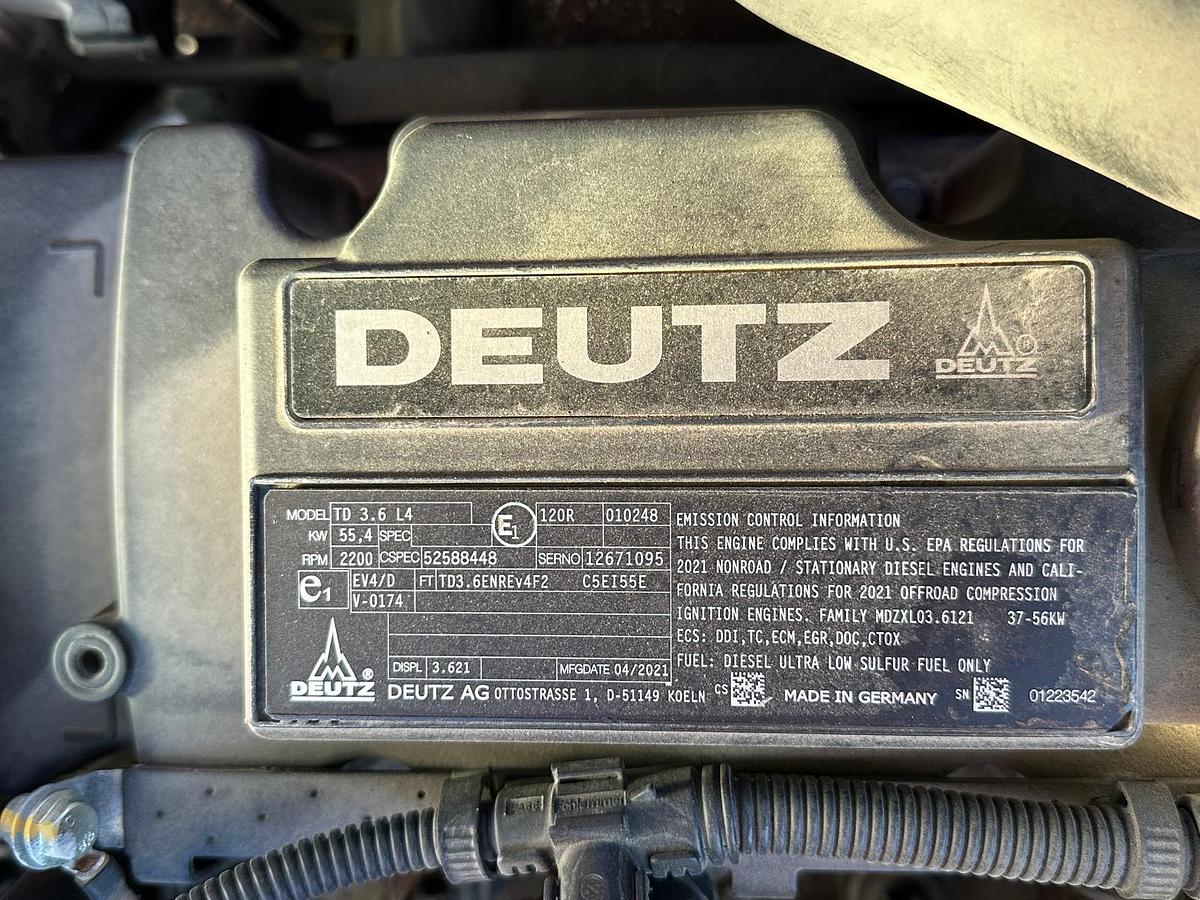 DEUTZ
DEUTZ ®
MODEL TD 3.6 L4 E1 120R 010248
KW 55,4 SPEC
RPM 2200 CSPEC 52588448 SERNO 12671095
e1 EV4/D FT TD3.6ENREv4F2 C5EI55E
V-0174
DISPL 3.621 MFGDATE 04/2021
DEUTZ ®
DEUTZ AG OTTOSTRASSE 1, D-51149 KOELN
EMISSION CONTROL INFORMATION
THIS ENGINE COMPLIES WITH U.S. EPA REGULATIONS FOR
2021 NONROAD / STATIONARY DIESEL ENGINES AND CALI-
FORNIA REGULATIONS FOR 2021 OFFROAD COMPRESSION
IGNITION ENGINES. FAMILY MDZXL03.6121 37-56KW
ECS: DDI,TC,ECM,EGR,DOC,CTOX
FUEL: DIESEL ULTRA LOW SULFUR FUEL ONLY
CS MADE IN GERMANY SN 01223542
PA66 Schlemmer